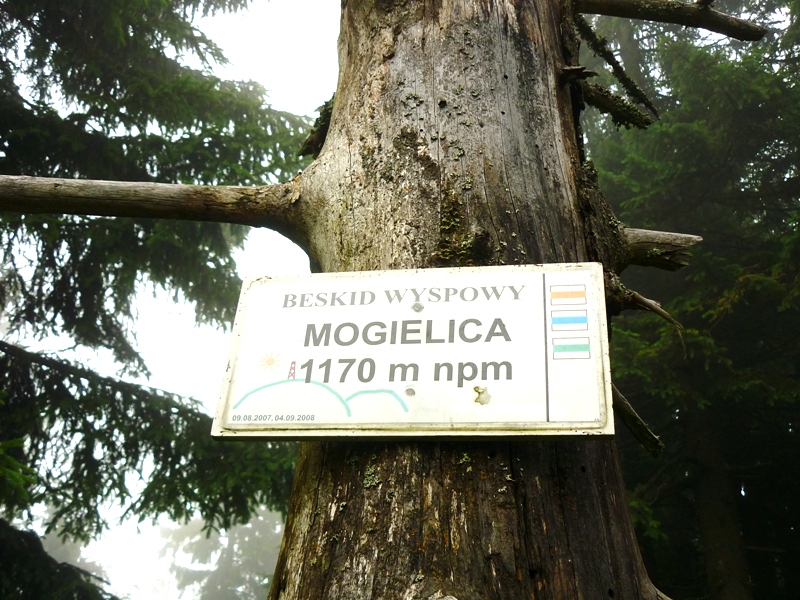 BESKID WYSPOWY
MOGIELICA
1170 m npm
09.08.2007, 04.09.2008